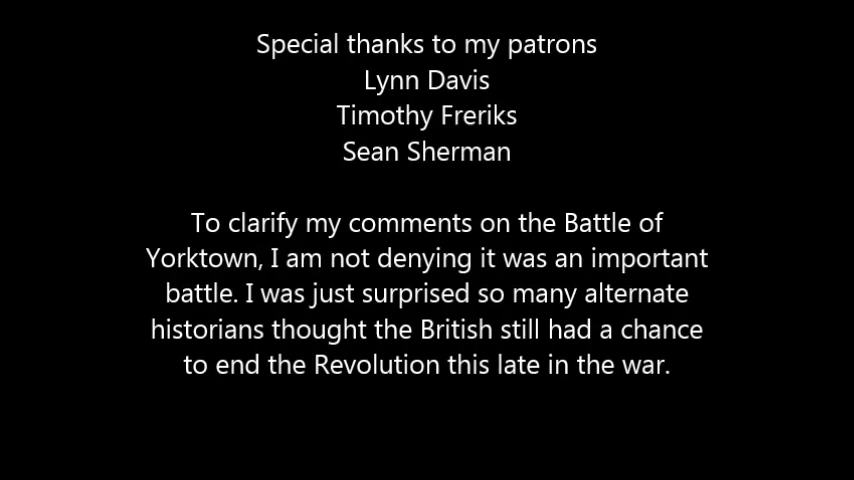 Special thanks to my patrons
Lynn Davis
Timothy Freriks
Sean Sherman
To clarify my comments on the Battle of
Yorktown, I am not denying it was an important
battle. I was just surprised so many alternate
historians thought the British still had a chance
to end the Revolution this late in the war.